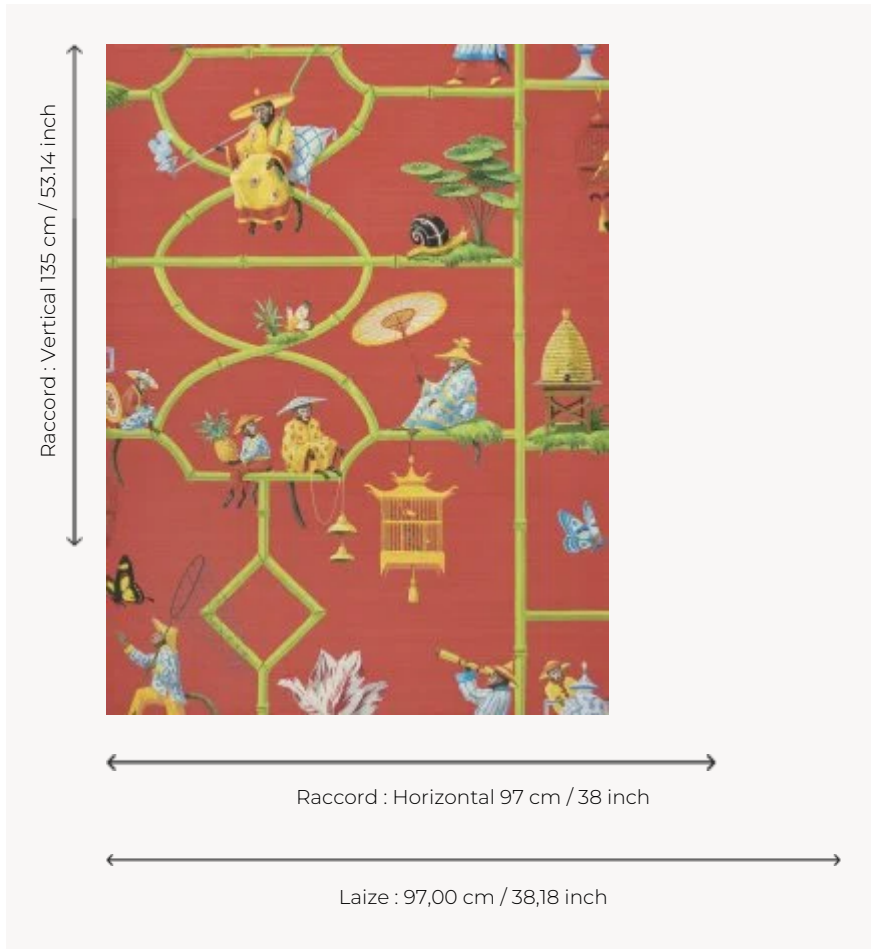 Raccord : Vertical 135 cm / 53.14 inch
Raccord : Horizontal 97 cm / 38 inch
Laize : 97,00 cm / 38,18 inch